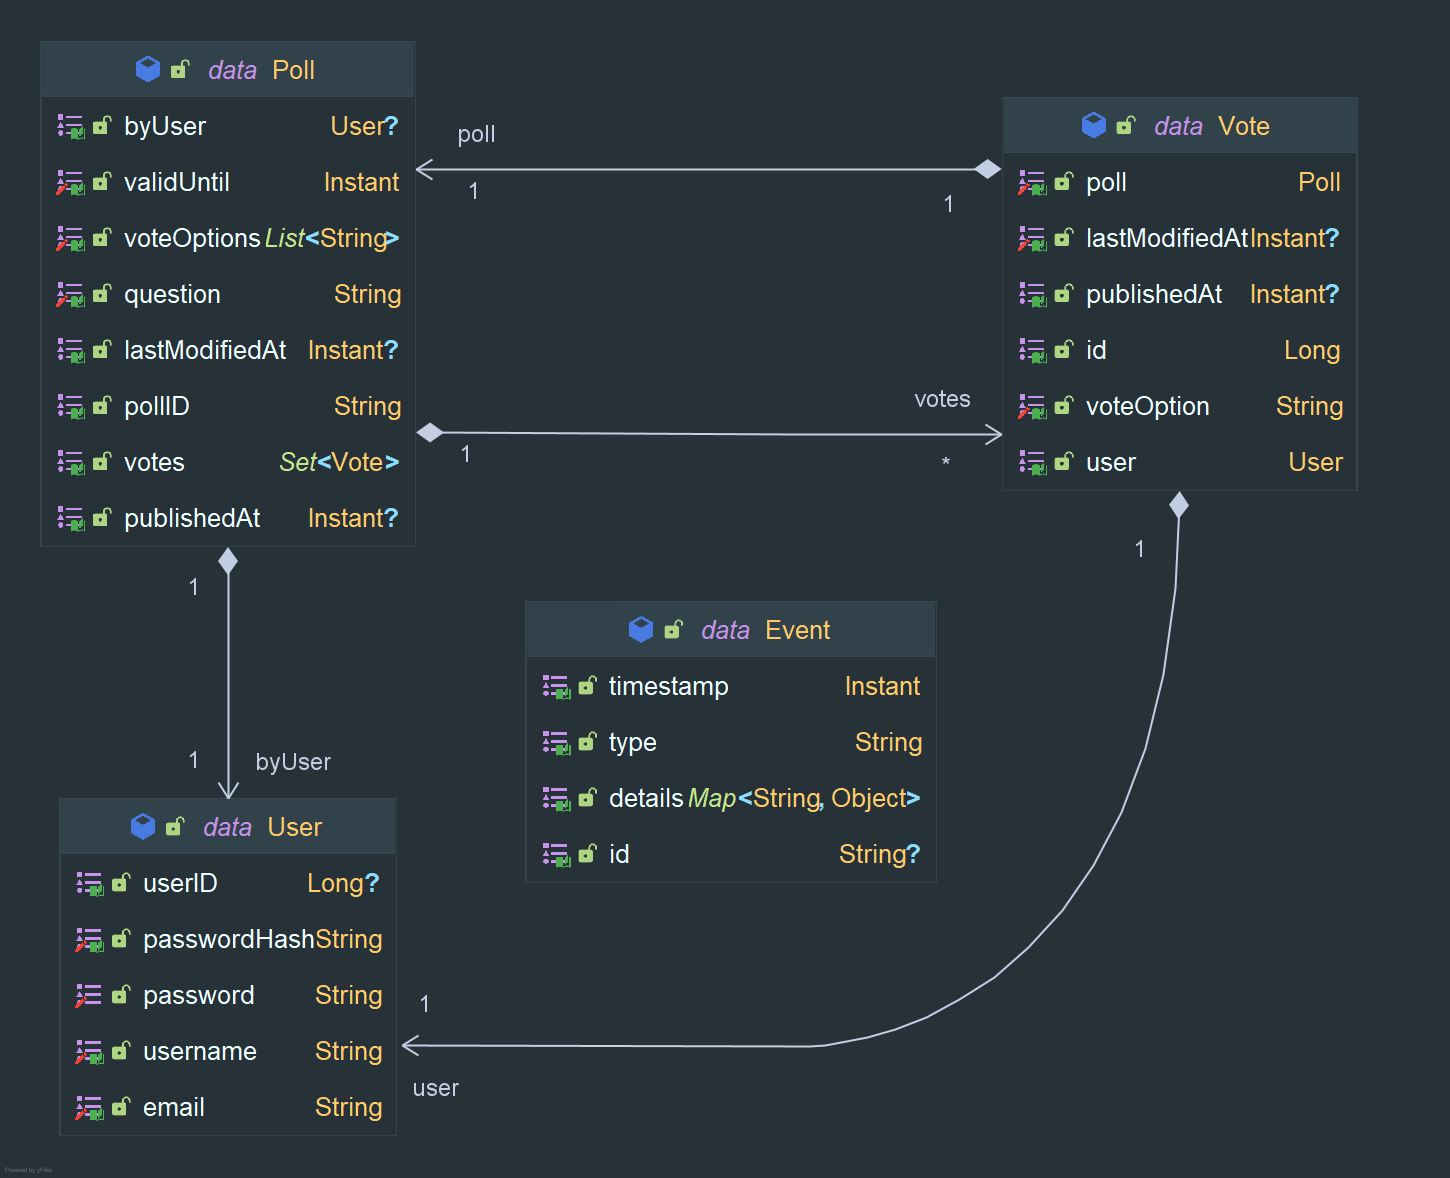 data Poll
byUser User?
validUntil Instant
voteOptions List<String>
question String
lastModifiedAt Instant?
pollID String
votes Set<Vote>
publishedAt Instant?
poll
1
1
votes
1
*
data Vote
poll Poll
lastModifiedAt Instant?
publishedAt Instant?
id Long
voteOption String
user User
1
1
1
byUser
data Event
timestamp Instant
type String
details Map<String, Object>
id String?
data User
userID Long?
passwordHash String
password String
username String
email String
1
user
Powered by yFiles